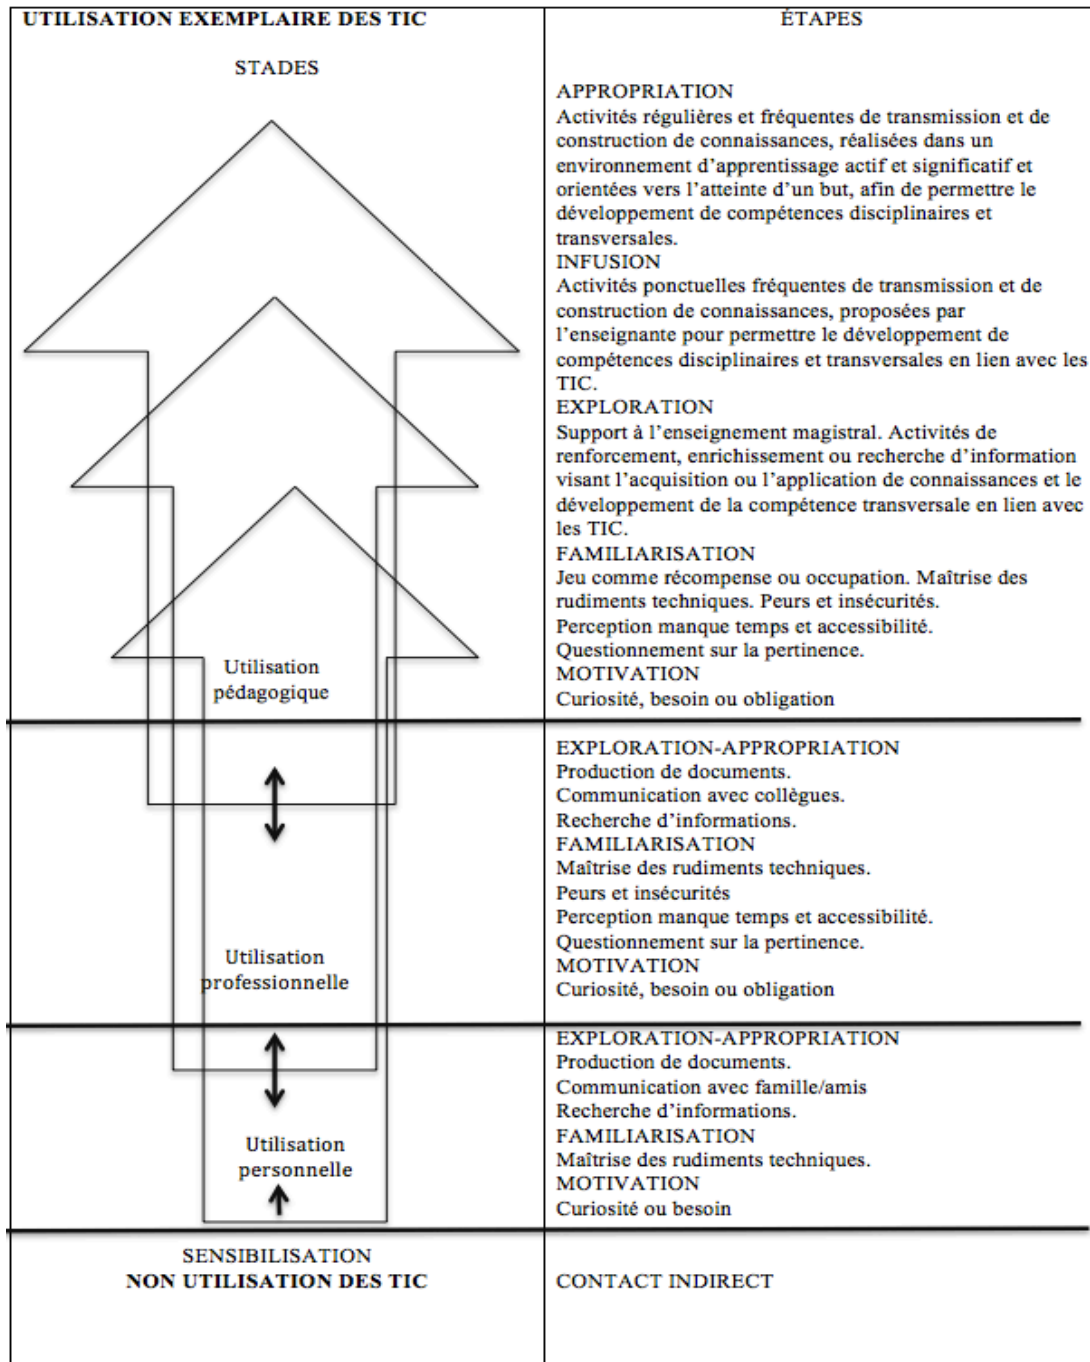 UTILISATION EXEMPLAIRE DES TIC
STADES
Utilisation
pédagogique
Utilisation
professionnelle
Utilisation
personnelle
SENSIBILISATION
NON UTILISATION DES TIC
ÉTAPES
APPROPRIATION
Activités régulières et fréquentes de transmission et de
construction de connaissances, réalisées dans un
environnement d'apprentissage actif et significatif et
orientées vers l'atteinte d'un but, afin de permettre le
développement de compétences disciplinaires et
transversales.
INFUSION
Activités ponctuelles fréquentes de transmission et de
construction de connaissances, proposées par
l'enseignante pour permettre le développement de
compétences disciplinaires et transversales en lien avec les
TIC.
EXPLORATION
Support à l'enseignement magistral. Activités de
renforcement, enrichissement ou recherche d'information
visant l'acquisition ou l'application de connaissances et le
développement de la compétence transversale en lien avec
les TIC.
FAMILIARISATION
Jeu comme récompense ou occupation. Maîtrise des
rudiments techniques. Peurs et insécurités.
Perception manque temps et accessibilité.
Questionnement sur la pertinence.
MOTIVATION
Curiosité, besoin ou obligation
EXPLORATION-APPROPRIATION
Production de documents.
Communication avec collègues.
Recherche d'informations.
FAMILIARISATION
Maîtrise des rudiments techniques.
Peurs et insécurités
Perception manque temps et accessibilité.
Questionnement sur la pertinence.
MOTIVATION
Curiosité, besoin ou obligation
EXPLORATION-APPROPRIATION
Production de documents.
Communication avec famille/amis
Recherche d'informations.
FAMILIARISATION
Maîtrise des rudiments techniques.
MOTIVATION
Curiosité ou besoin
CONTACT INDIRECT